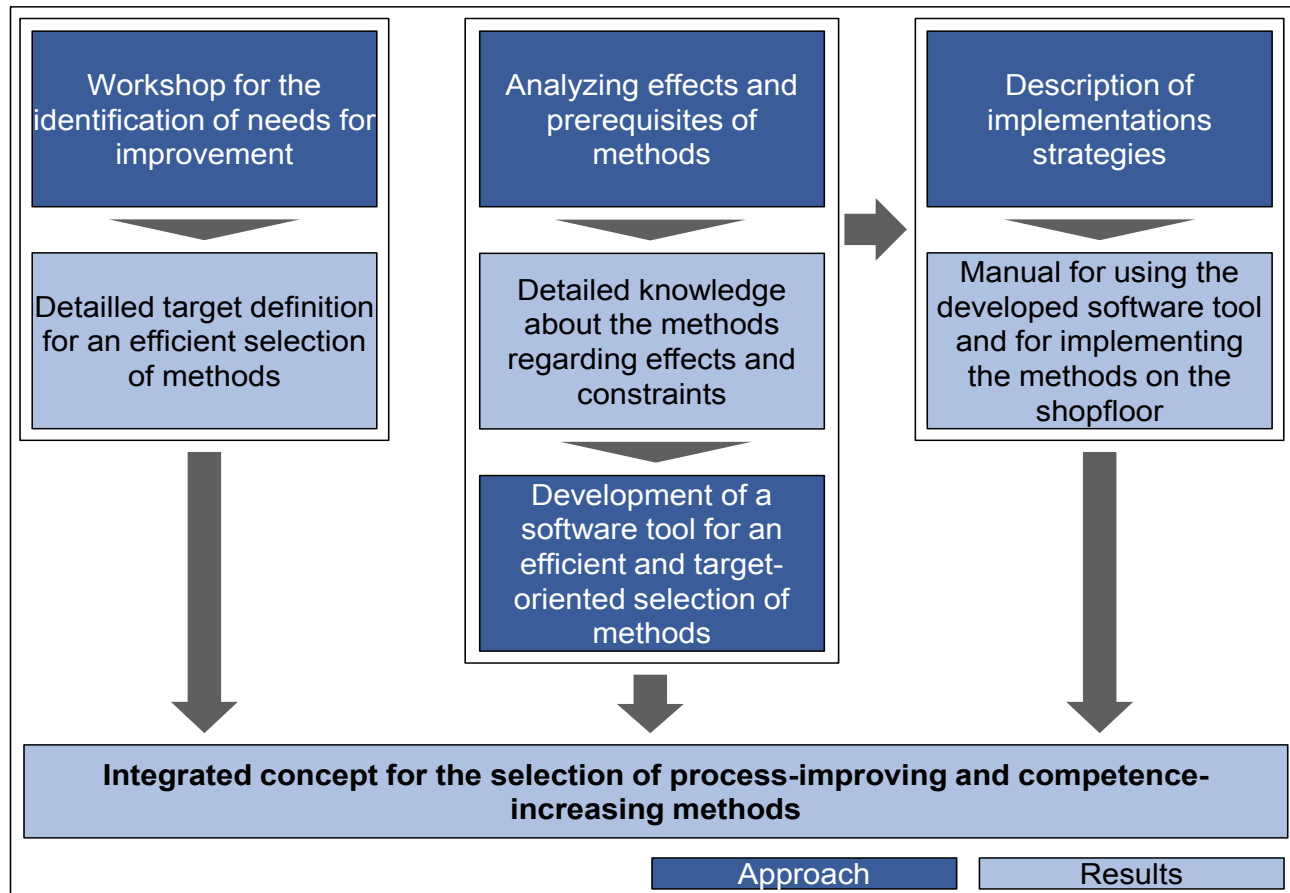 Workshop for the
identification of needs for
improvement
Detailled target definition
for an efficient selection
of methods
Analyzing effects and
prerequisites of
methods
Detailed knowledge
about the methods
regarding effects and
constraints
Development of a
software tool for an
efficient and target-
oriented selection of
methods
Description of
implementations
strategies
Manual for using the
developed software tool
and for implementing
the methods on the
shopfloor
Integrated concept for the selection of process-improving and competence-
increasing methods
Approach
Results